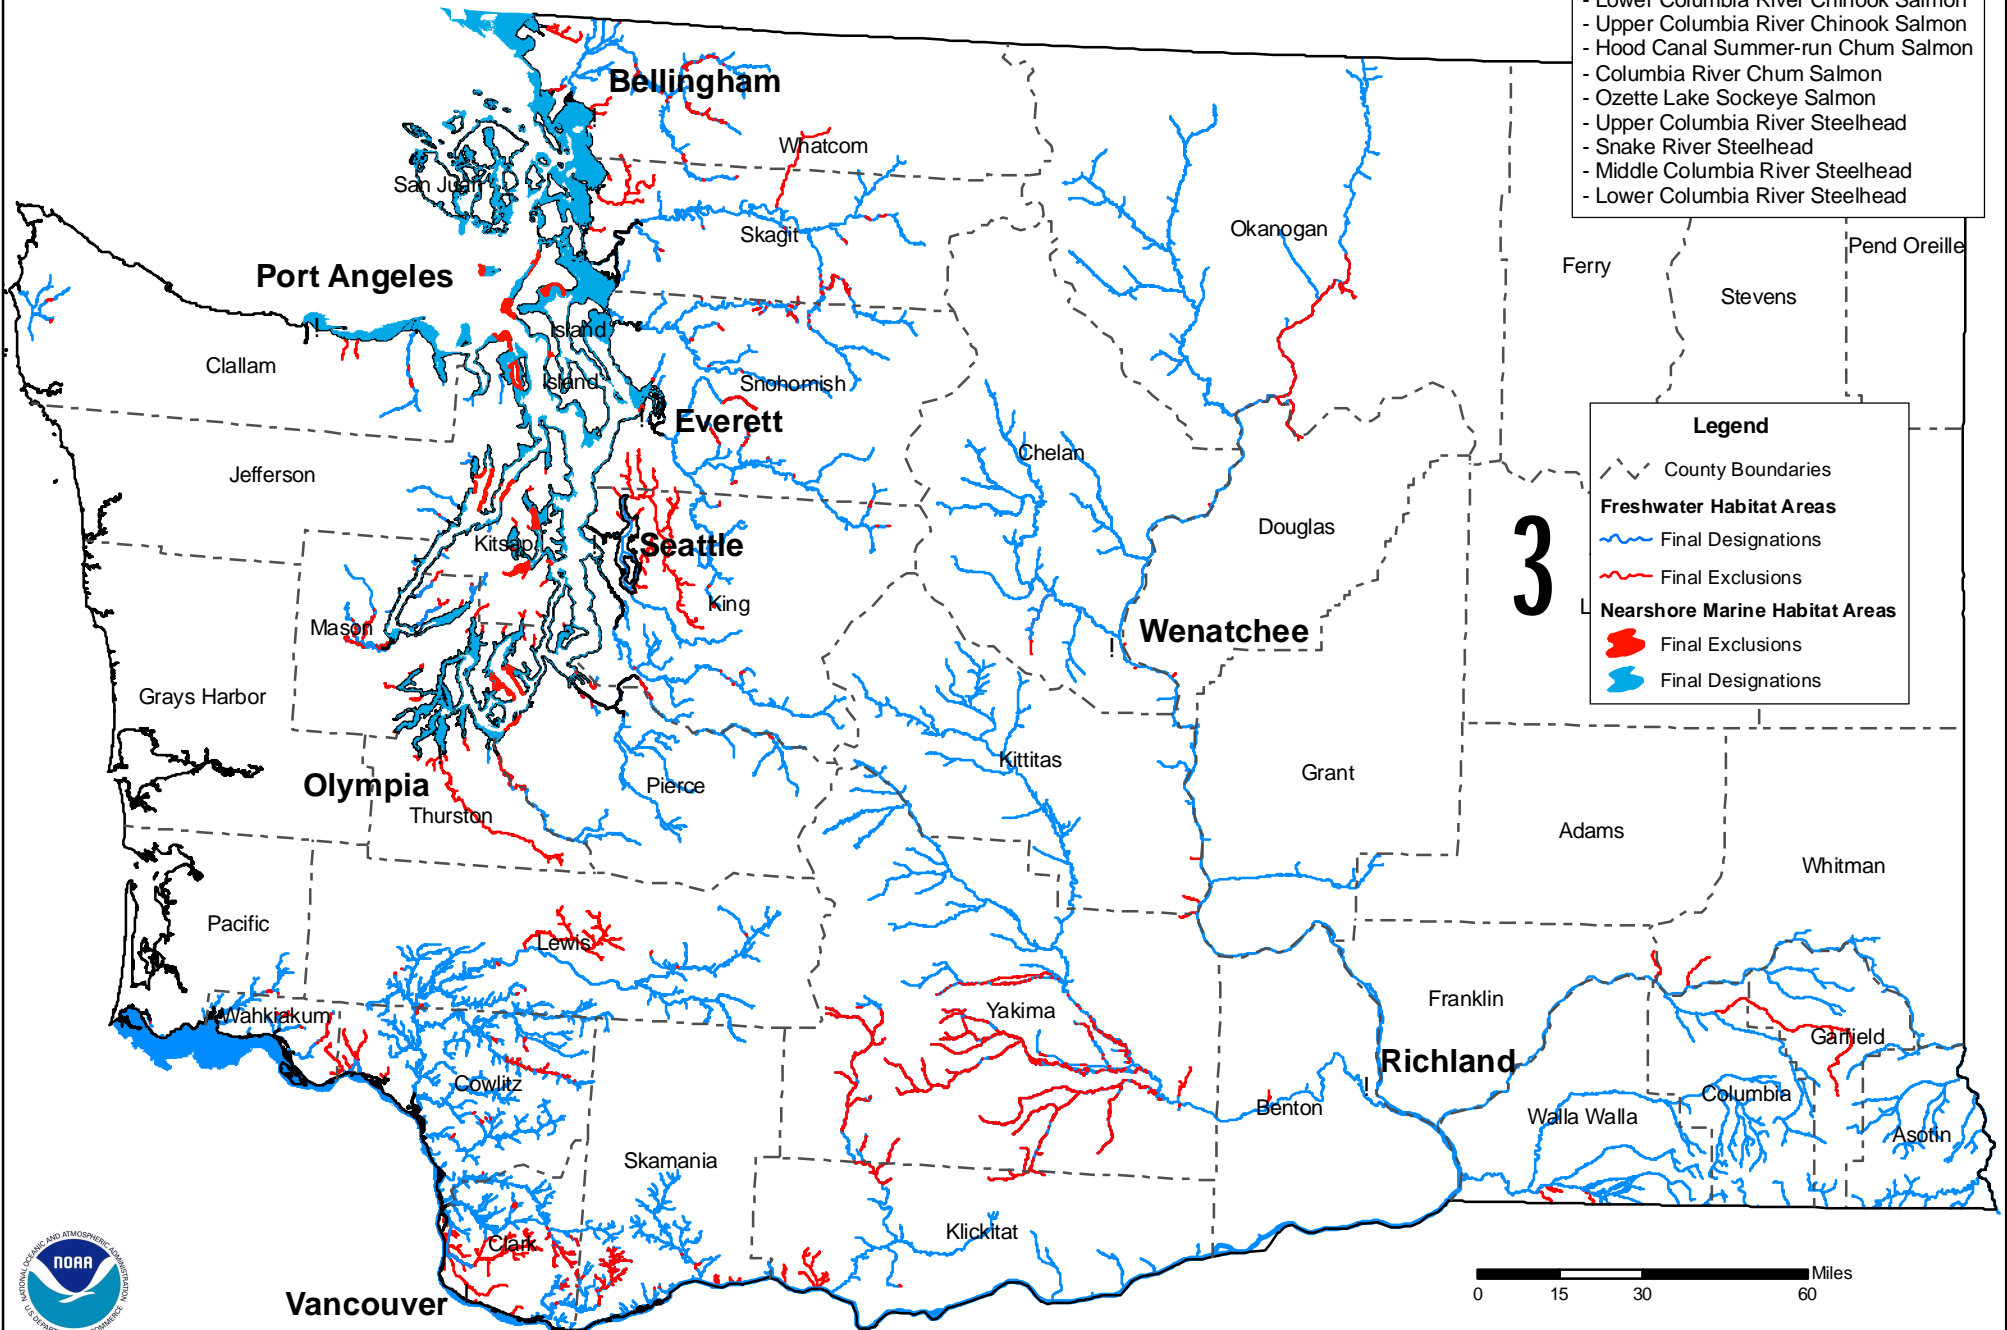 - Lower Columbia River Chinook Salmon
- Upper Columbia River Chinook Salmon
- Hood Canal Summer-run Chum Salmon
- Columbia River Chum Salmon
- Ozette Lake Sockeye Salmon
- Upper Columbia River Steelhead
- Snake River Steelhead
- Middle Columbia River Steelhead
- Lower Columbia River Steelhead
Bellingham
Whatcom
San Juan
Skagit
Okanogan
Ferry
Stevens
Pend Oreille
Port Angeles
Island
Island
Clallam
Snohomish
Everett
Jefferson
Chelan
Douglas
Kitsap
Seattle
King
Mason
Wenatchee
Grays Harbor
3
L
Legend
County Boundaries
Freshwater Habitat Areas
Final Designations
Final Exclusions
Nearshore Marine Habitat Areas
Final Exclusions
Final Designations
Kittitas
Grant
Olympia
Thurston
Pierce
Adams
Whitman
Pacific
Lewis
Wahkiakum
Yakima
Franklin
Garfield
Cowlitz
Richland
Benton
Walla Walla
Columbia
Asotin
Skamania
Klickitat
Clark
Vancouver
NATIONAL OCEANIC AND ATMOSPHERIC ADMINISTRATION
NOAA
U.S. COMMERCE
Miles
0 15 30 60